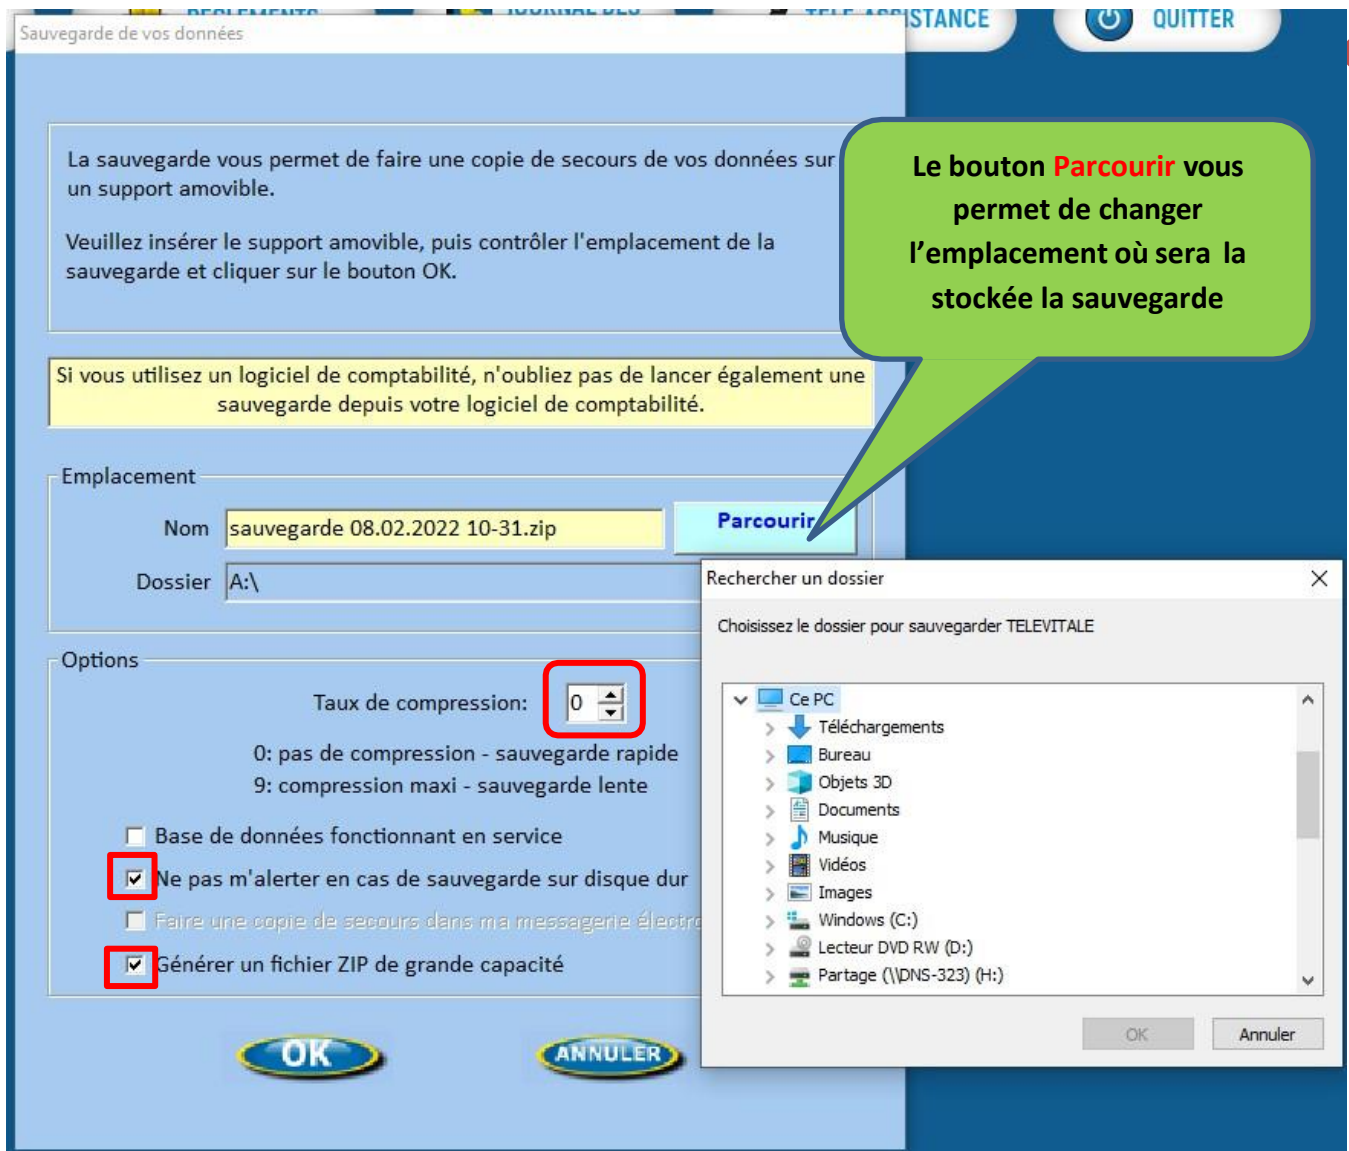 JOURNAL DES
TELE-ASSISTANCE
QUITTER
Sauvegarde de vos données
La sauvegarde vous permet de faire une copie de secours de vos données sur
un support amovible.
Veuillez insérer le support amovible, puis contrôler l'emplacement de la
sauvegarde et cliquer sur le bouton OK.
Le bouton Parcourir vous
permet de changer
l’emplacement où sera la
stockée la sauvegarde
Si vous utilisez un logiciel de comptabilité, n'oubliez pas de lancer également une
sauvegarde depuis votre logiciel de comptabilité.
Emplacement
Nom sauvegarde 08.02.2022 10-31.zip Parcourir
Dossier A:\
Options
Taux de compression: 0
0: pas de compression - sauvegarde rapide
9: compression maxi - sauvegarde lente
Base de données fonctionnant en service
Ne pas m'alerter en cas de sauvegarde sur disque dur
Faire une copie de secours dans ma messagerie électro
Générer un fichier ZIP de grande capacité
OK ANNULER
Rechercher un dossier
Choisissez le dossier pour sauvegarder TELEVITALE
Ce PC
Téléchargements
Bureau
Objets 3D
Documents
Musique
Vidéos
Images
Windows (C:)
Lecteur DVD RW (D:)
Partage (\\DNS-323) (H:)
OK Annuler